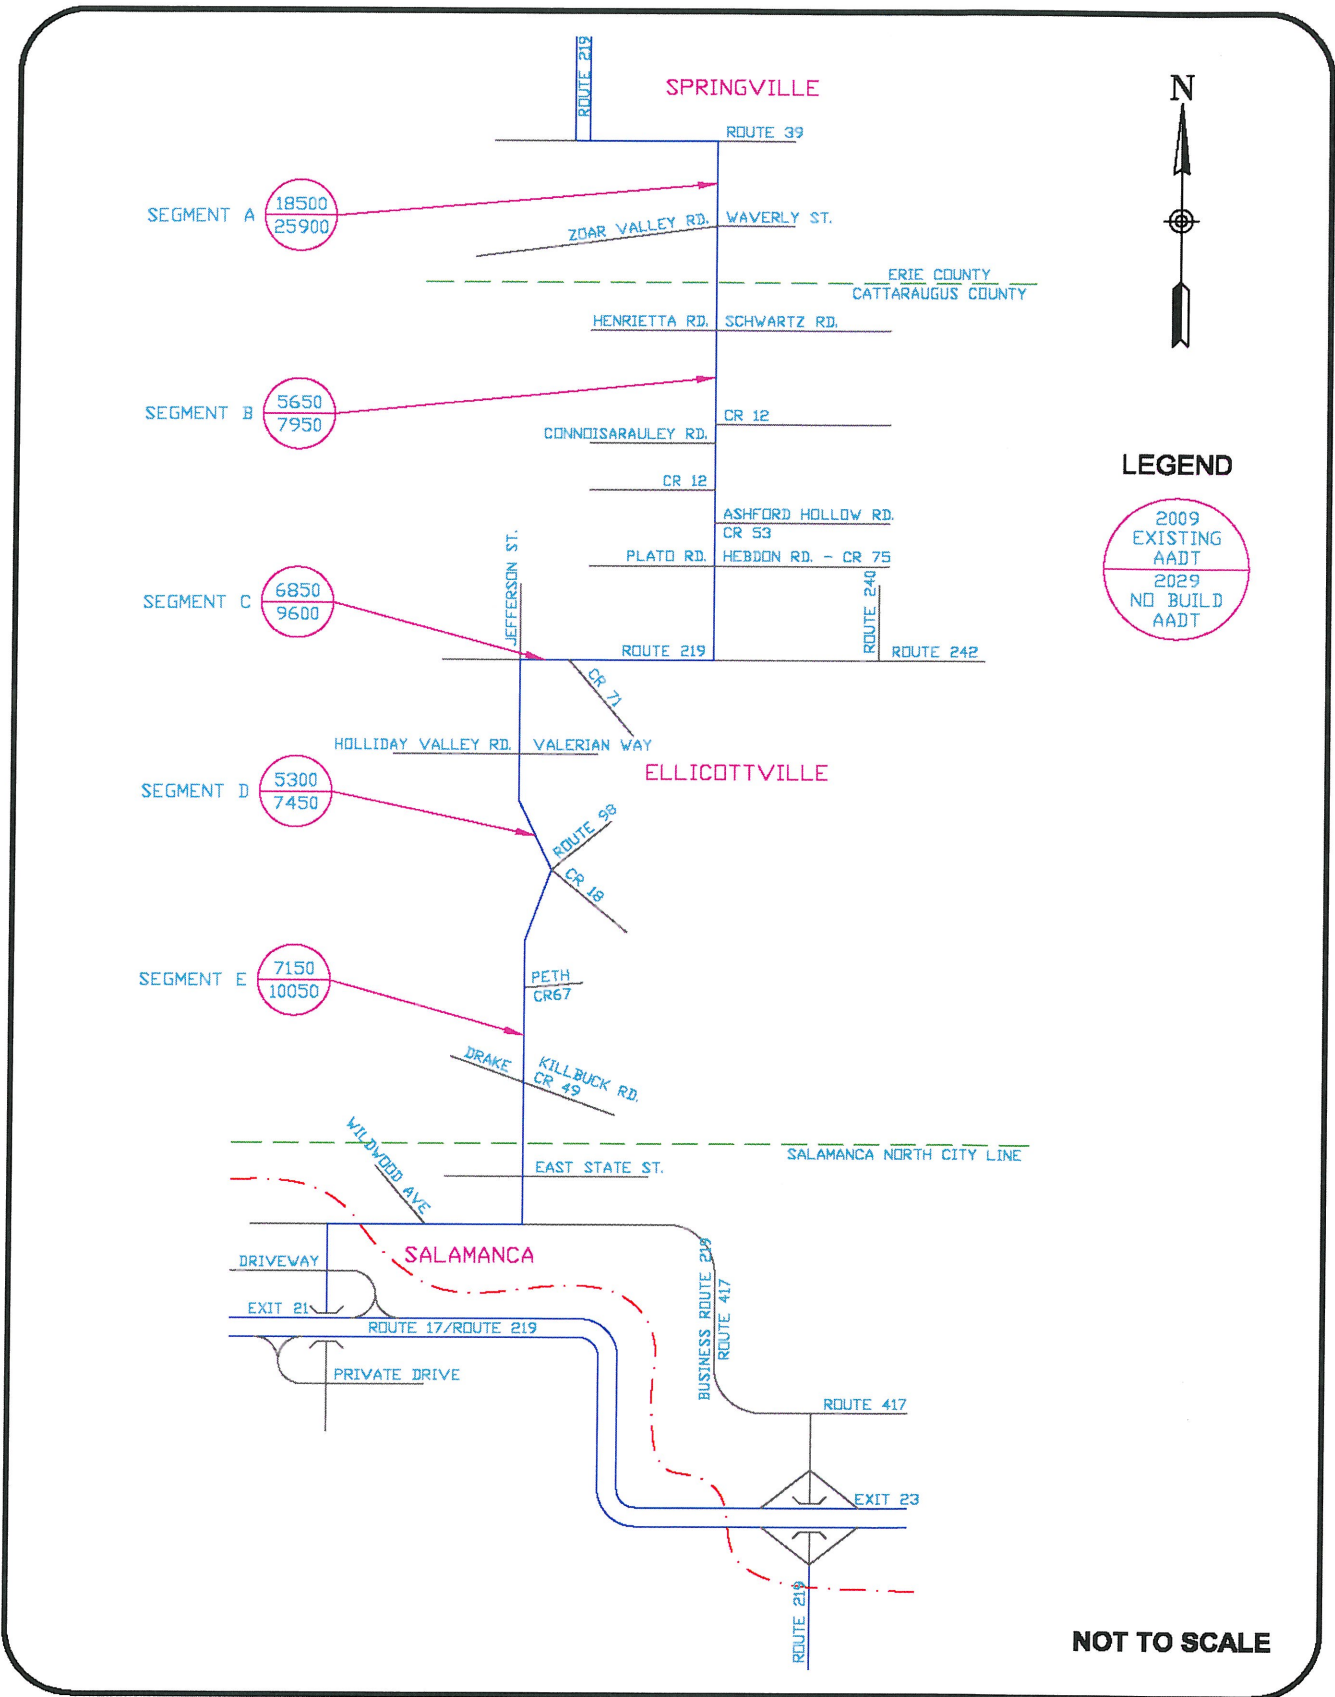 ROUTE 219
SPRINGVILLE
N
ROUTE 39
SEGMENT A
18500
25900
ZOAR VALLEY RD.
WAVERLY ST.
ERIE COUNTY
CATTARAUGUS COUNTY
HENRIETTA RD.
SCHWARTZ RD.
SEGMENT B
5650
7950
CR 12
CONNOISARAULEY RD.
LEGEND
2009
EXISTING
AADT
2029
NO BUILD
AADT
CR 12
ASHFORD HOLLOW RD.
CR 53
PLATO RD.
HEBDON RD. - CR 75
SEGMENT C
6850
9600
JEFFERSON ST.
ROUTE 240
ROUTE 219
ROUTE 242
CR 71
HOLLIDAY VALLEY RD.
VALERIAN WAY
ELLICOTTVILLE
SEGMENT D
5300
7450
ROUTE 98
CR 18
SEGMENT E
7150
10050
PETH
CR67
DRAKE
KILLBUCK RD.
CR 49
WILDWOOD AVE
SALAMANCA NORTH CITY LINE
EAST STATE ST.
SALAMANCA
DRIVEWAY
EXIT 21
ROUTE 17/ROUTE 219
BUSINESS ROUTE 219
ROUTE 417
PRIVATE DRIVE
ROUTE 417
EXIT 23
ROUTE 219
NOT TO SCALE